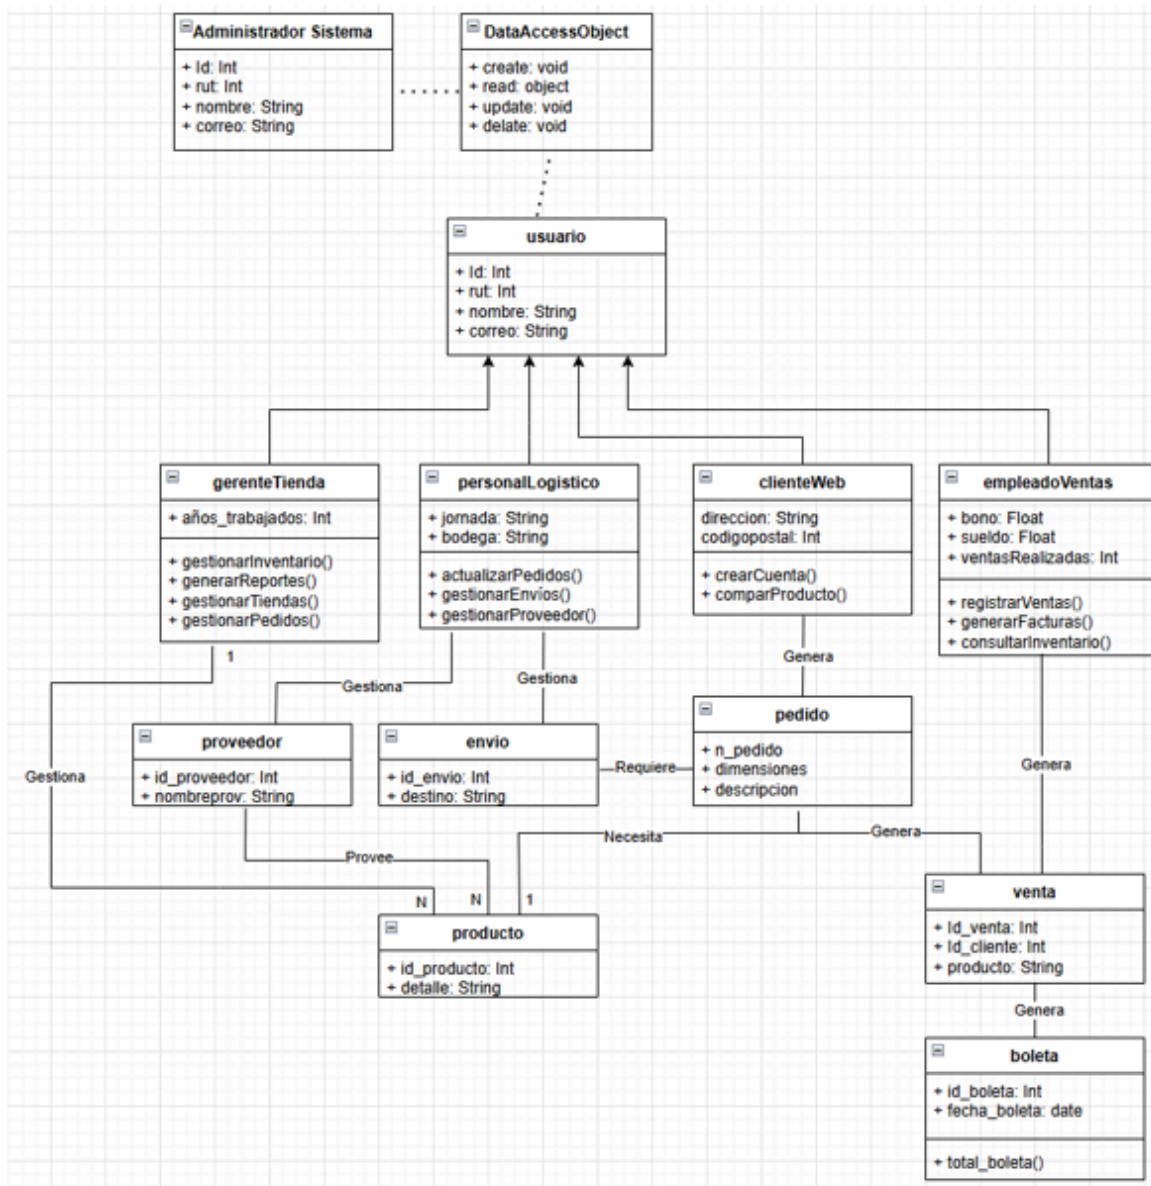 Administrador Sistema
+ Id: Int
+ rut: Int
+ nombre: String
+ correo: String
DataAccessObject
+ create: void
+ read: object
+ update: void
+ delate: void
usuario
+ Id: Int
+ rut: Int
+ nombre: String
+ correo: String
gerenteTienda
+ años_trabajados: Int
+ gestionarInventario()
+ generarReportes()
+ gestionarTiendas()
+ gestionarPedidos()
personalLogistico
+ jornada: String
+ bodega: String
+ actualizarPedidos()
+ gestionarEnvíos()
+ gestionarProveedor()
clienteWeb
direccion: String
codigopostal: Int
+ crearCuenta()
+ comparProducto()
empleadoVentas
+ bono: Float
+ sueldo: Float
+ ventasRealizadas: Int
+ registrarVentas()
+ generarFacturas()
+ consultarInventario()
1
Gestiona
Gestiona
Genera
proveedor
+ id_proveedor: Int
+ nombreprov: String
envio
+ id_envio: Int
+ destino: String
Requiere
pedido
+ n_pedido
+ dimensiones
+ descripcion
Gestiona
Genera
Necesita
Genera
Provee
N
N
1
producto
+ id_producto: Int
+ detalle: String
venta
+ Id_venta: Int
+ Id_cliente: Int
+ producto: String
Genera
boleta
+ id_boleta: Int
+ fecha_boleta: date
+ total_boleta()